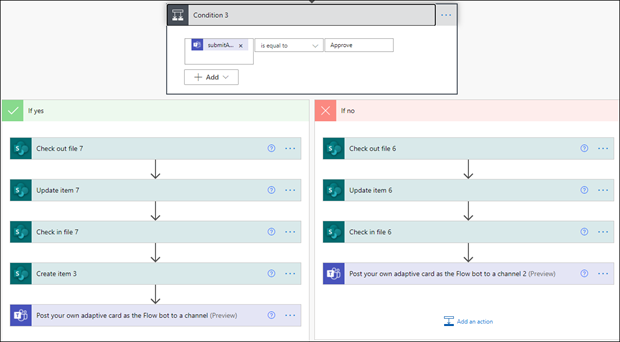 Condition 3
submitA...
x
is equal to
Approve
Add
If yes
If no
Check out file 7
Check out file 6
Update item 7
Update item 6
Check in file 7
Check in file 6
Create item 3
Post your own adaptive card as the Flow bot to a channel 2 (Preview)
Post your own adaptive card as the Flow bot to a channel (Preview)
Add an action